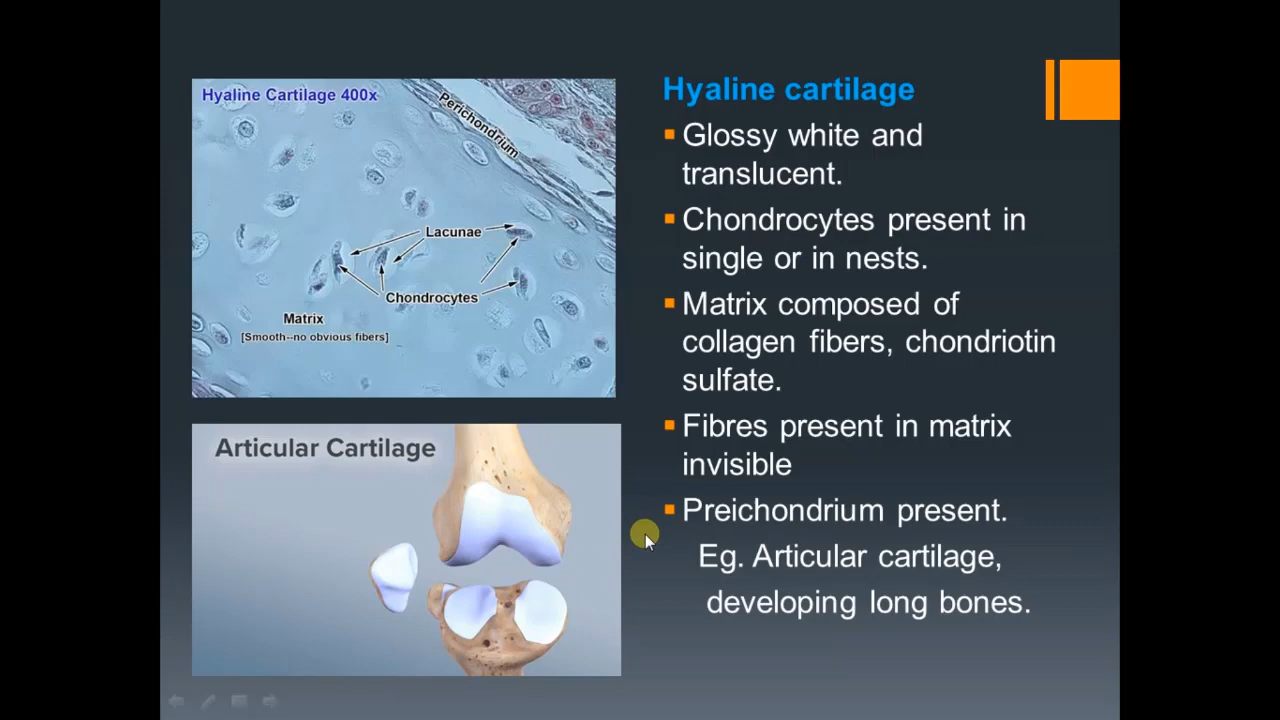 Hyaline Cartilage 400x
Perichondrium
Lacunae
Chondrocytes
Matrix
[Smooth--no obvious fibers]
Articular Cartilage
Hyaline cartilage
Glossy white and
translucent.
Chondrocytes present in
single or in nests.
Matrix composed of
collagen fibers, chondriotin
sulfate.
Fibres present in matrix
invisible
Preichondrium present.
Eg. Articular cartilage,
developing long bones.